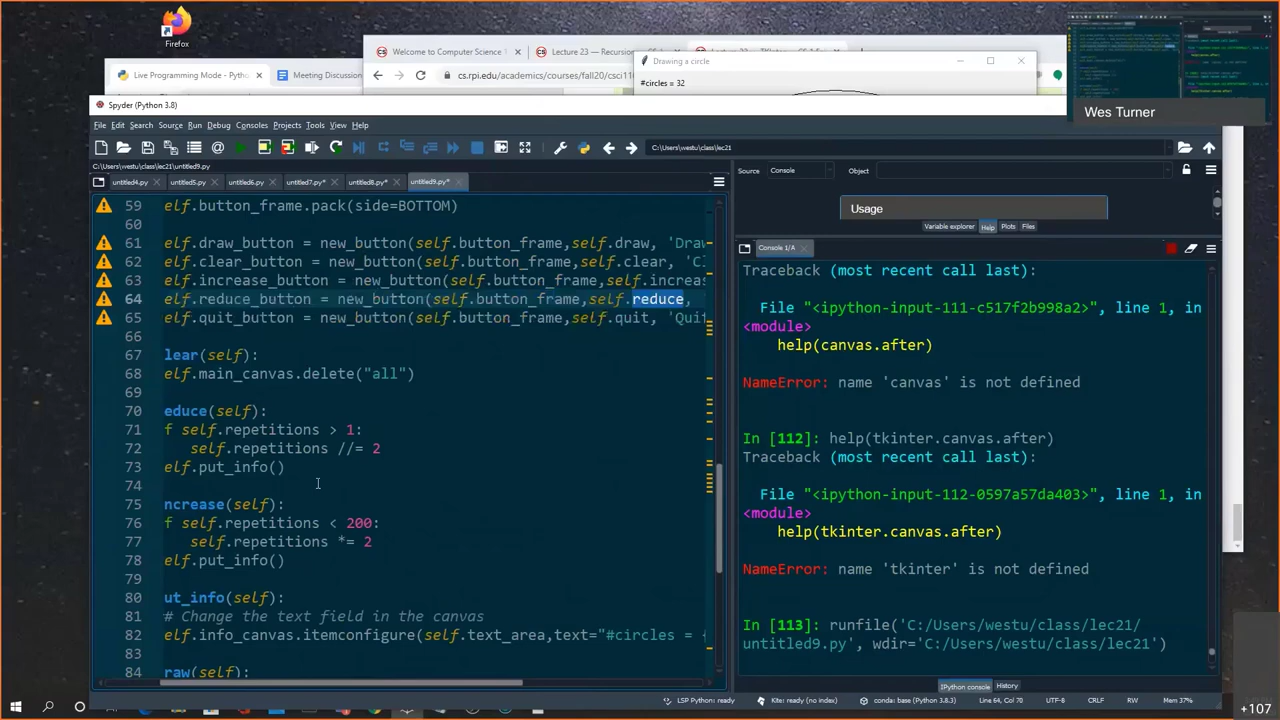 Firefox
to Computer Science
Lecture 23 — Recursion
Live Programming Mode - Pytho
Meeting Discussion
cs.rpi.edu/courses/fall20/csci11
Drawing a circle
#circles = 32
Wes Turner
Spyder (Python 3.8)
File Edit Search Source Run Debug Consoles Projects Tools View Help
C:\Users\westu\class\lec21
C:\Users\westu\class\lec21\untitled9.py
untitled4.py untitled5.py untitled6.py untitled7.py* untitled8.py* untitled9.py*
Source Console Object
Usage
Variable explorer Help Plots Files
Console 1/A
59 elf.button_frame.pack(side=BOTTOM)
60
61 elf.draw_button = new_button(self.button_frame,self.draw, 'Draw
62 elf.clear_button = new_button(self.button_frame,self.clear, 'Cl
63 elf.increase_button = new_button(self.button_frame,self.increas
64 elf.reduce_button = new_button(self.button_frame,self.reduce,
65 elf.quit_button = new_button(self.button_frame,self.quit, 'Quit
66
67 lear(self):
68 elf.main_canvas.delete("all")
69
70 educe(self):
71 f self.repetitions > 1:
72 self.repetitions //= 2
73 elf.put_info()
74
75 ncrease(self):
76 f self.repetitions < 200:
77 self.repetitions *= 2
78 elf.put_info()
79
80 ut_info(self):
81 # Change the text field in the canvas
82 elf.info_canvas.itemconfigure(self.text_area,text="#circles = {
83
84 raw(self):
Traceback (most recent call last):
File "<ipython-input-111-c517f2b998a2>", line 1, in
<module>
help(canvas.after)
NameError: name 'canvas' is not defined
In [112]: help(tkinter.canvas.after)
Traceback (most recent call last):
File "<ipython-input-112-0597a57da403>", line 1, in
<module>
help(tkinter.canvas.after)
NameError: name 'tkinter' is not defined
In [113]: runfile('C:/Users/westu/class/lec21/
untitled9.py', wdir='C:/Users/westu/class/lec21')
IPython console History
LSP Python: ready Kite: ready (no index) conda: base (Python 3.8.3) Line 64, Col 70 UTF-8 CRLF RW Mem 37%
+107